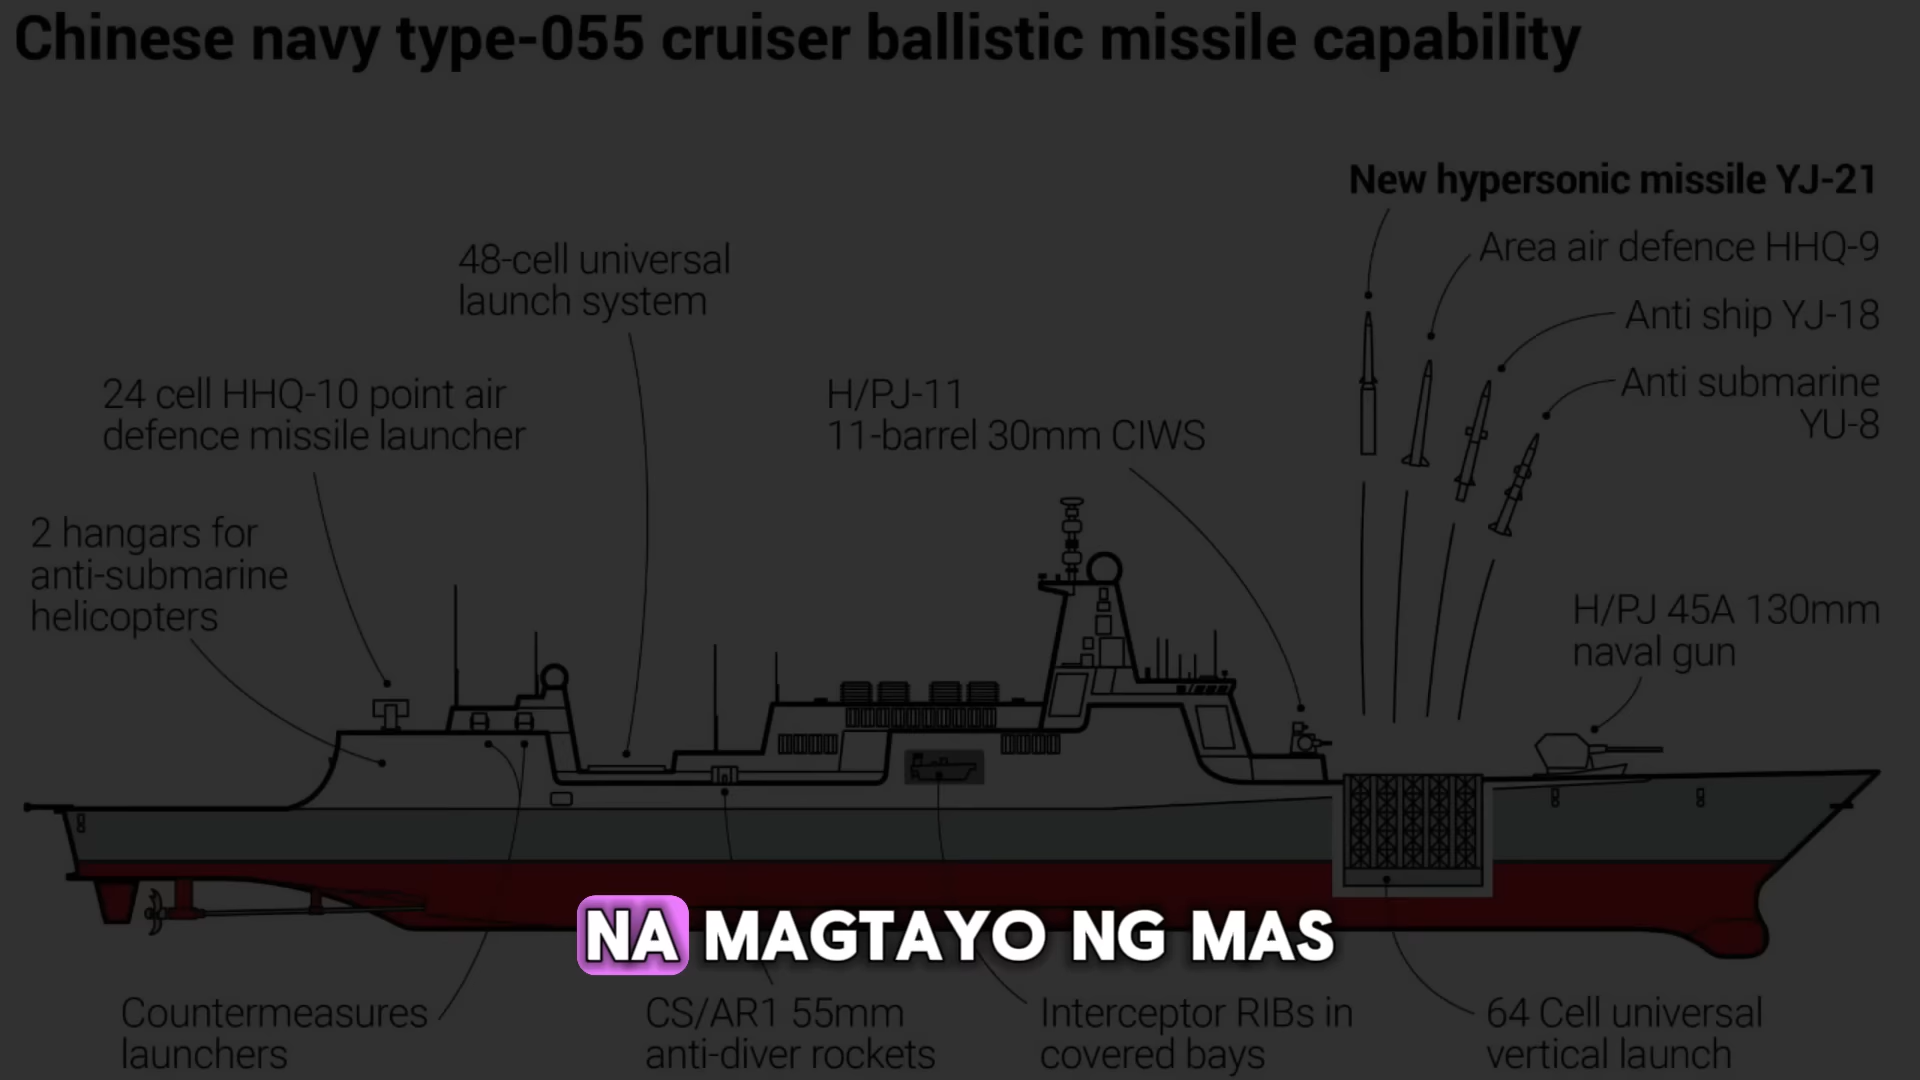 Chinese navy type-055 cruiser ballistic missile capability
New hypersonic missile YJ-21
Area air defence HHQ-9
Anti ship YJ-18
Anti submarine
YU-8
48-cell universal
launch system
24 cell HHQ-10 point air
defence missile launcher
H/PJ-11
11-barrel 30mm CIWS
2 hangars for
anti-submarine
helicopters
H/PJ 45A 130mm
naval gun
NA MAGTAYO NG MAS
Countermeasures
launchers
CS/AR1 55mm
anti-diver rockets
Interceptor RIBs in
covered bays
64 Cell universal
vertical launch